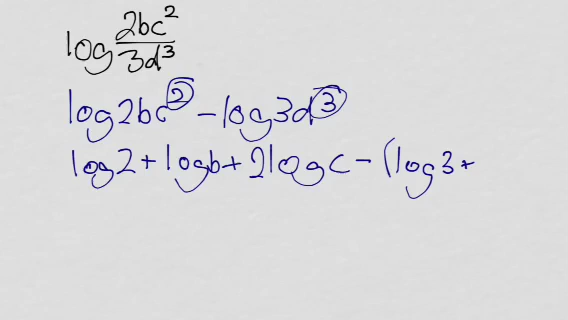 log 2bc²/3d³
log2bc² - log3d³
log2 + logb + 2logc - (log3 +